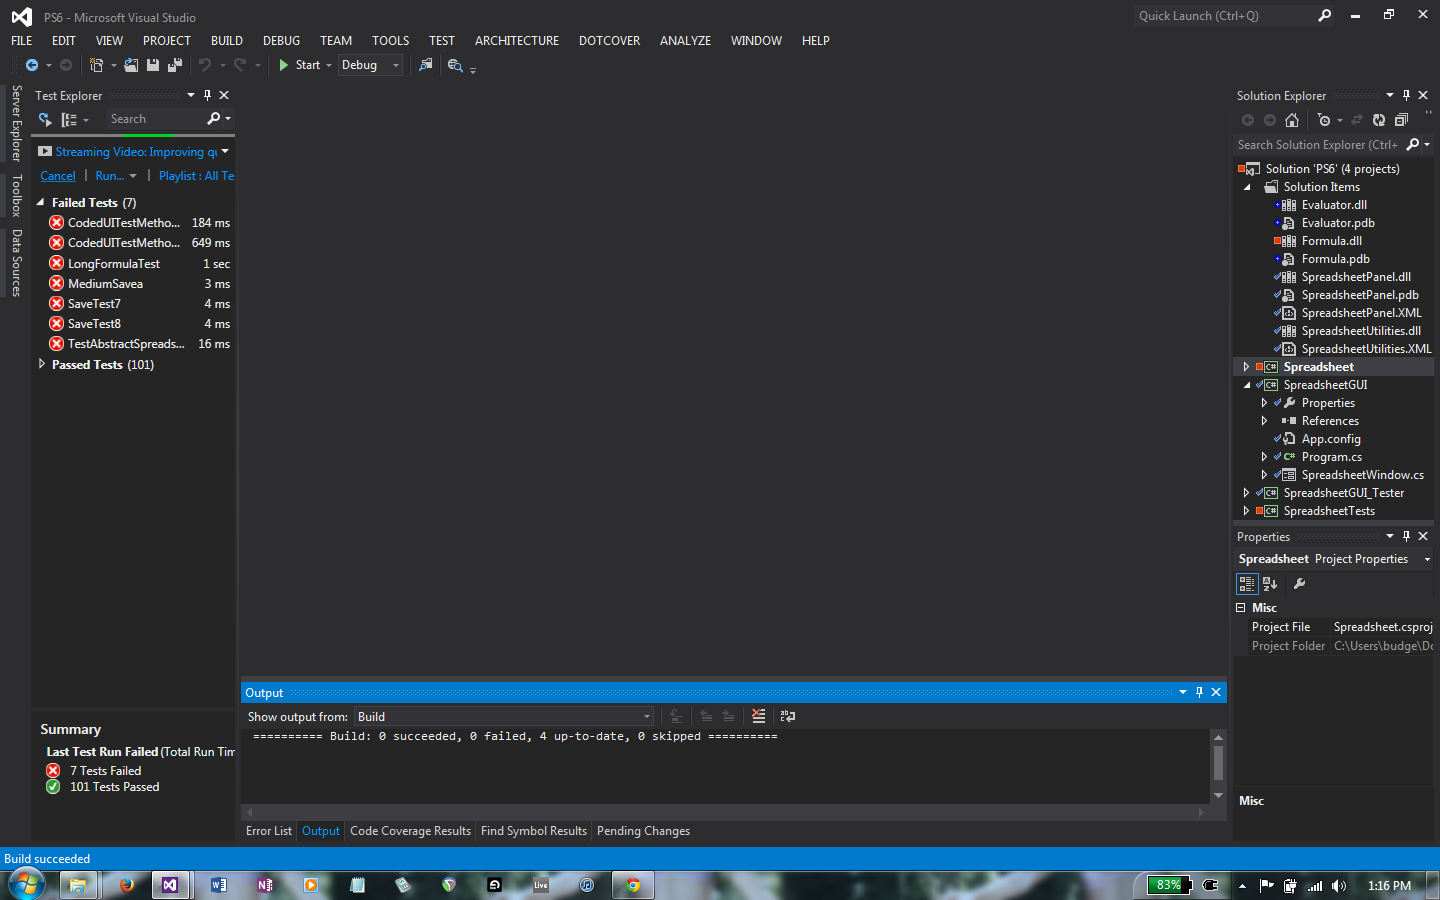 PS6 - Microsoft Visual Studio
Quick Launch (Ctrl+Q)
FILE EDIT VIEW PROJECT BUILD DEBUG TEAM TOOLS TEST ARCHITECTURE DOTCOVER ANALYZE WINDOW HELP
Start Debug
Server Explorer
Toolbox
Data Sources
Test Explorer
Search
Streaming Video: Improving qu
Cancel | Run... | Playlist : All Te
Failed Tests (7)
CodedUITestMetho... 184 ms
CodedUITestMetho... 649 ms
LongFormulaTest 1 sec
MediumSavea 3 ms
SaveTest7 4 ms
SaveTest8 4 ms
TestAbstractSpreads... 16 ms
Passed Tests (101)
Summary
Last Test Run Failed (Total Run Tim
7 Tests Failed
101 Tests Passed
Output
Show output from: Build
========== Build: 0 succeeded, 0 failed, 4 up-to-date, 0 skipped ==========
Error List Output Code Coverage Results Find Symbol Results Pending Changes
Solution Explorer
Search Solution Explorer (Ctrl+
Solution 'PS6' (4 projects)
Solution Items
Evaluator.dll
Evaluator.pdb
Formula.dll
Formula.pdb
SpreadsheetPanel.dll
SpreadsheetPanel.pdb
SpreadsheetPanel.XML
SpreadsheetUtilities.dll
SpreadsheetUtilities.XML
C# Spreadsheet
C# SpreadsheetGUI
Properties
References
App.config
C# Program.cs
SpreadsheetWindow.cs
C# SpreadsheetGUI_Tester
C# SpreadsheetTests
Properties
Spreadsheet Project Properties
Misc
Project File Spreadsheet.csproj
Project Folder C:\Users\budge\Do
Misc
Build succeeded
Live
83%
1:16 PM